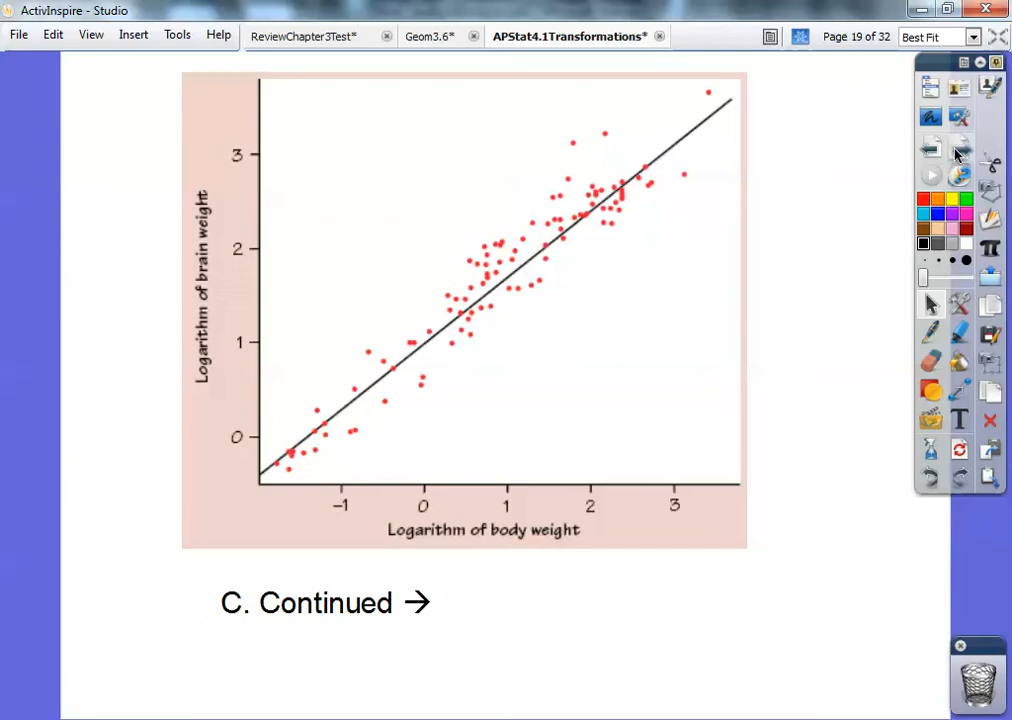 ActivInspire - Studio
File Edit View Insert Tools Help ReviewChapter3Test* Geom3.6* APStat4.1Transformations* Page 19 of 32 Best Fit
Logarithm of brain weight
3
2
1
0
-1 0 1 2 3
Logarithm of body weight
C. Continued →